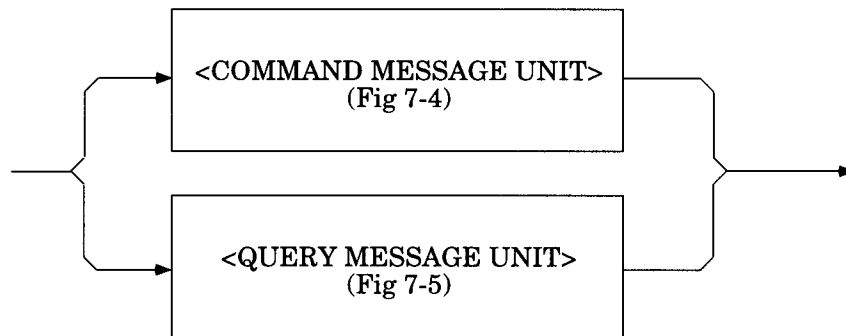 <COMMAND MESSAGE UNIT>
(Fig 7-4)
<QUERY MESSAGE UNIT>
(Fig 7-5)